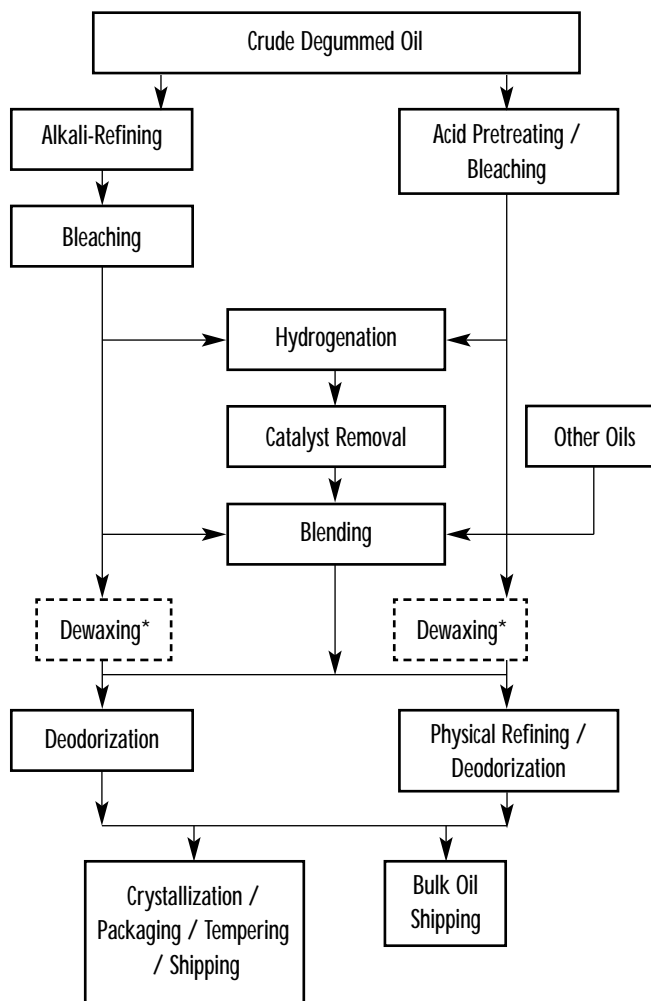 Crude Degummed Oil
Alkali-Refining
Acid Pretreating /
Bleaching
Bleaching
Hydrogenation
Catalyst Removal
Other Oils
Blending
Dewaxing*
Dewaxing*
Deodorization
Physical Refining /
Deodorization
Crystallization /
Packaging / Tempering
/ Shipping
Bulk Oil
Shipping